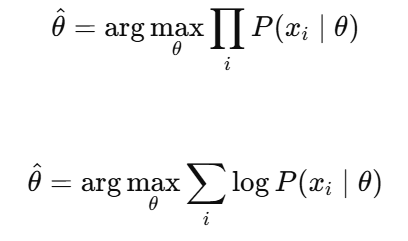 θ̂ = arg max_θ ∏_i P(x_i | θ)
θ̂ = arg max_θ ∑_i log P(x_i | θ)